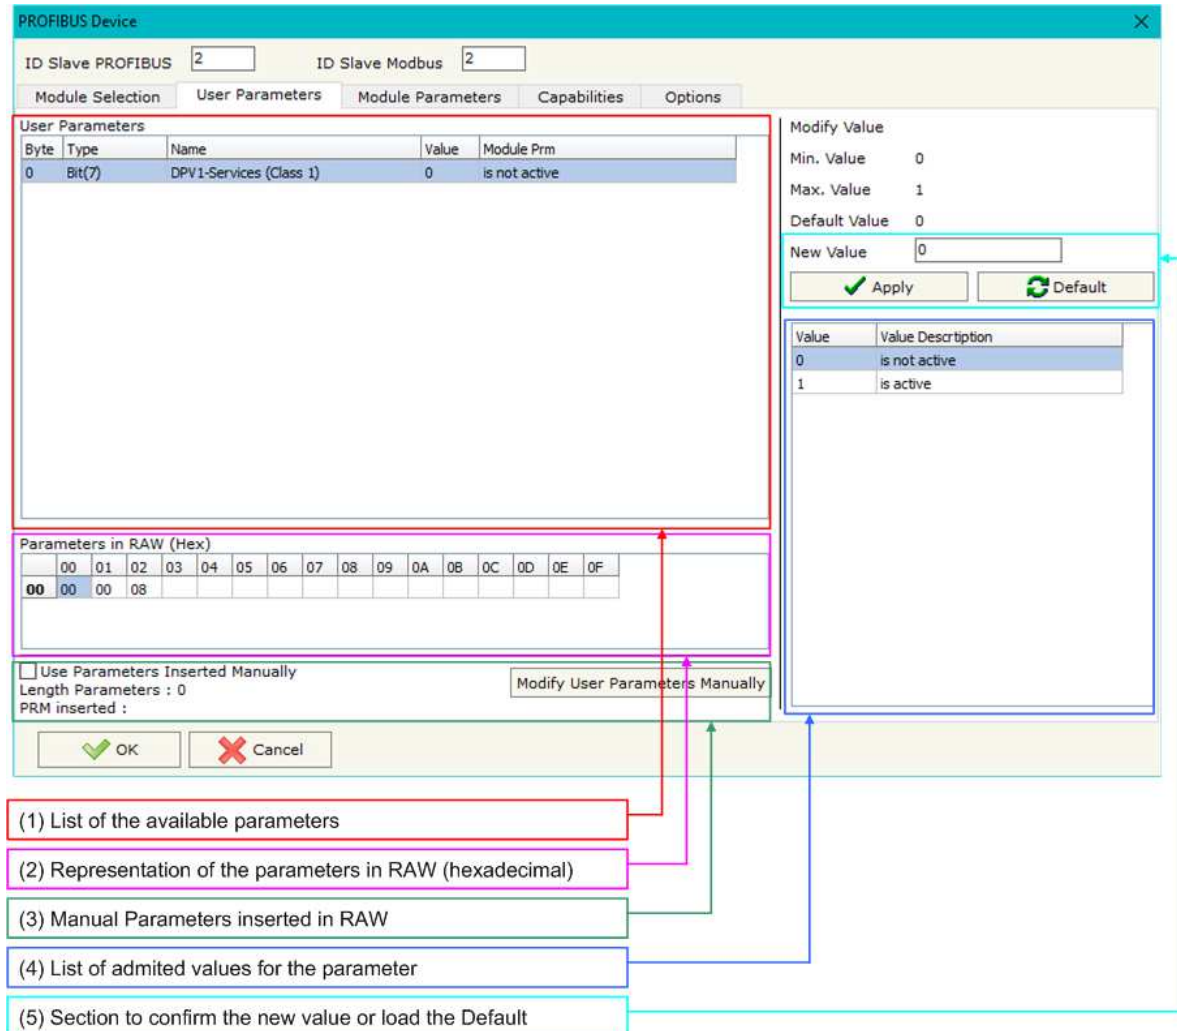 PROFIBUS Device
ID Slave PROFIBUS 2 ID Slave Modbus 2
Module Selection User Parameters Module Parameters Capabilities Options
User Parameters
Byte Type Name Value Module Prm
0 Bit(7) DPV1-Services (Class 1) 0 is not active
Modify Value
Min. Value 0
Max. Value 1
Default Value 0
New Value 0
Apply Default
Value Value Descrtiption
0 is not active
1 is active
Parameters in RAW (Hex)
00 01 02 03 04 05 06 07 08 09 0A 0B 0C 0D 0E 0F
00 00 00 08
Use Parameters Inserted Manually
Length Parameters : 0
PRM inserted :
Modify User Parameters Manually
OK Cancel
(1) List of the available parameters
(2) Representation of the parameters in RAW (hexadecimal)
(3) Manual Parameters inserted in RAW
(4) List of admited values for the parameter
(5) Section to confirm the new value or load the Default